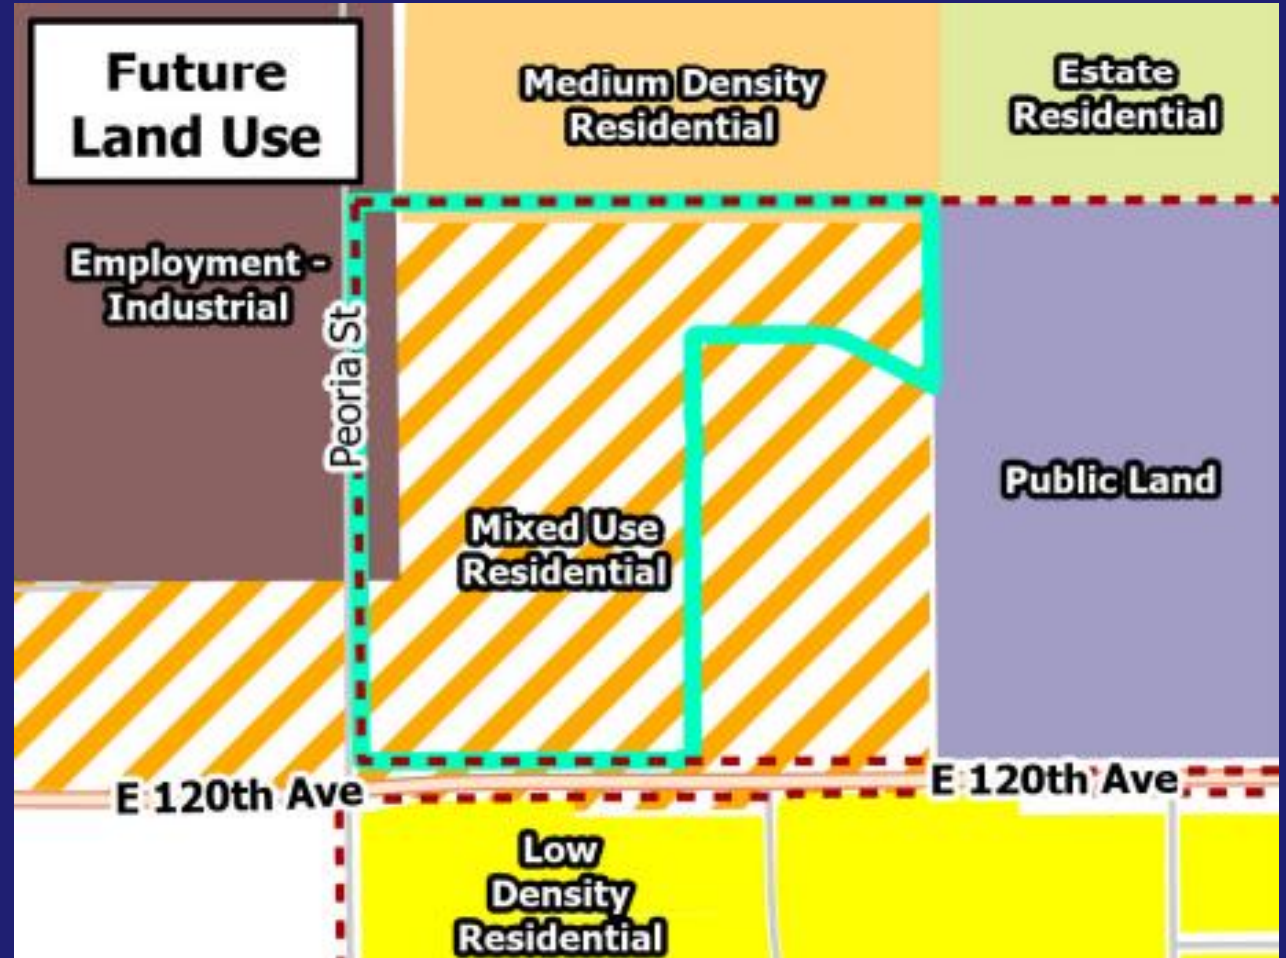 Future
Land Use
Medium Density
Residential
Estate
Residential
Employment -
Industrial
Peoria St
Public Land
Mixed Use
Residential
E 120th Ave
E 120th Ave
Low
Density
Residential